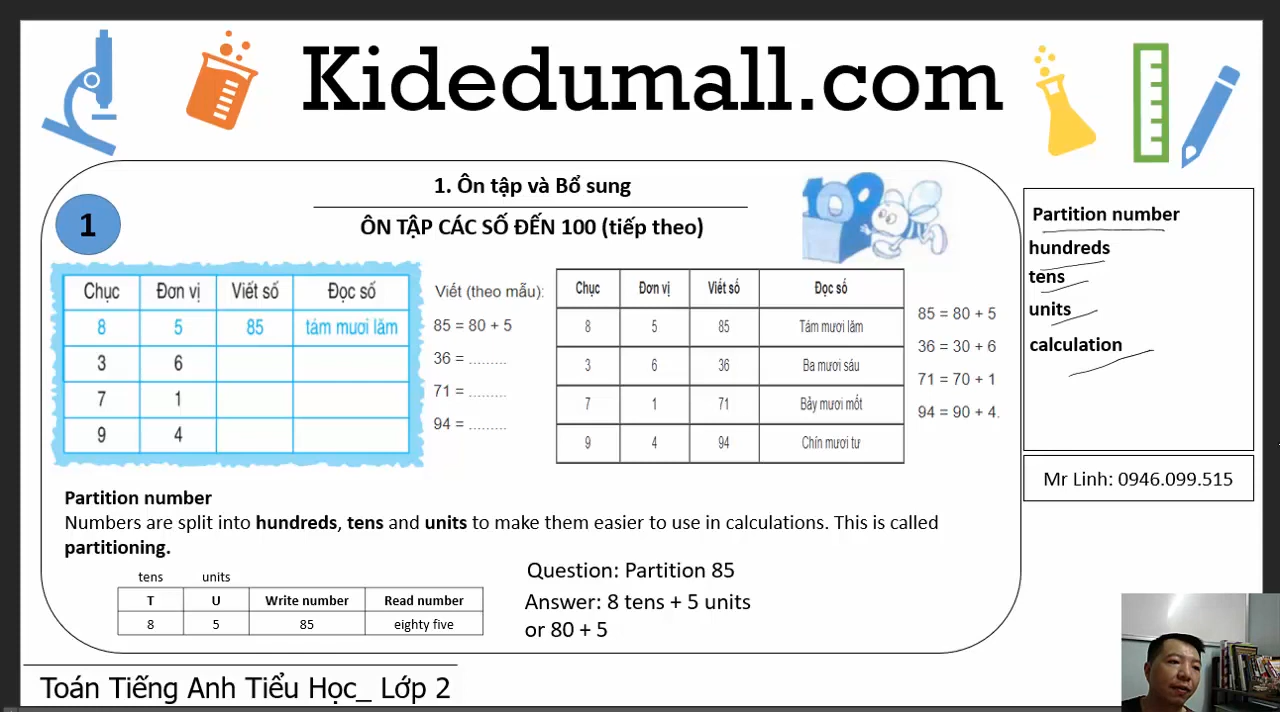 Kidedumall.com
1. Ôn tập và Bổ sung
ÔN TẬP CÁC SỐ ĐẾN 100 (tiếp theo)
1
100
Chục Đơn vị Viết số Đọc số
8 5 85 tám mươi lăm
3 6
7 1
9 4
Viết (theo mẫu):
85 = 80 + 5
36 = .........
71 = .........
94 = .........
Chục Đơn vị Viết số Đọc số
8 5 85 Tám mươi lăm
3 6 36 Ba mươi sáu
7 1 71 Bảy mươi mốt
9 4 94 Chín mươi tư
85 = 80 + 5
36 = 30 + 6
71 = 70 + 1
94 = 90 + 4.
Partition number
hundreds
tens
units
calculation
Mr Linh: 0946.099.515
Partition number
Numbers are split into hundreds, tens and units to make them easier to use in calculations. This is called
partitioning.
tens units
T U Write number Read number
8 5 85 eighty five
Question: Partition 85
Answer: 8 tens + 5 units
or 80 + 5
Toán Tiếng Anh Tiểu Học_ Lớp 2